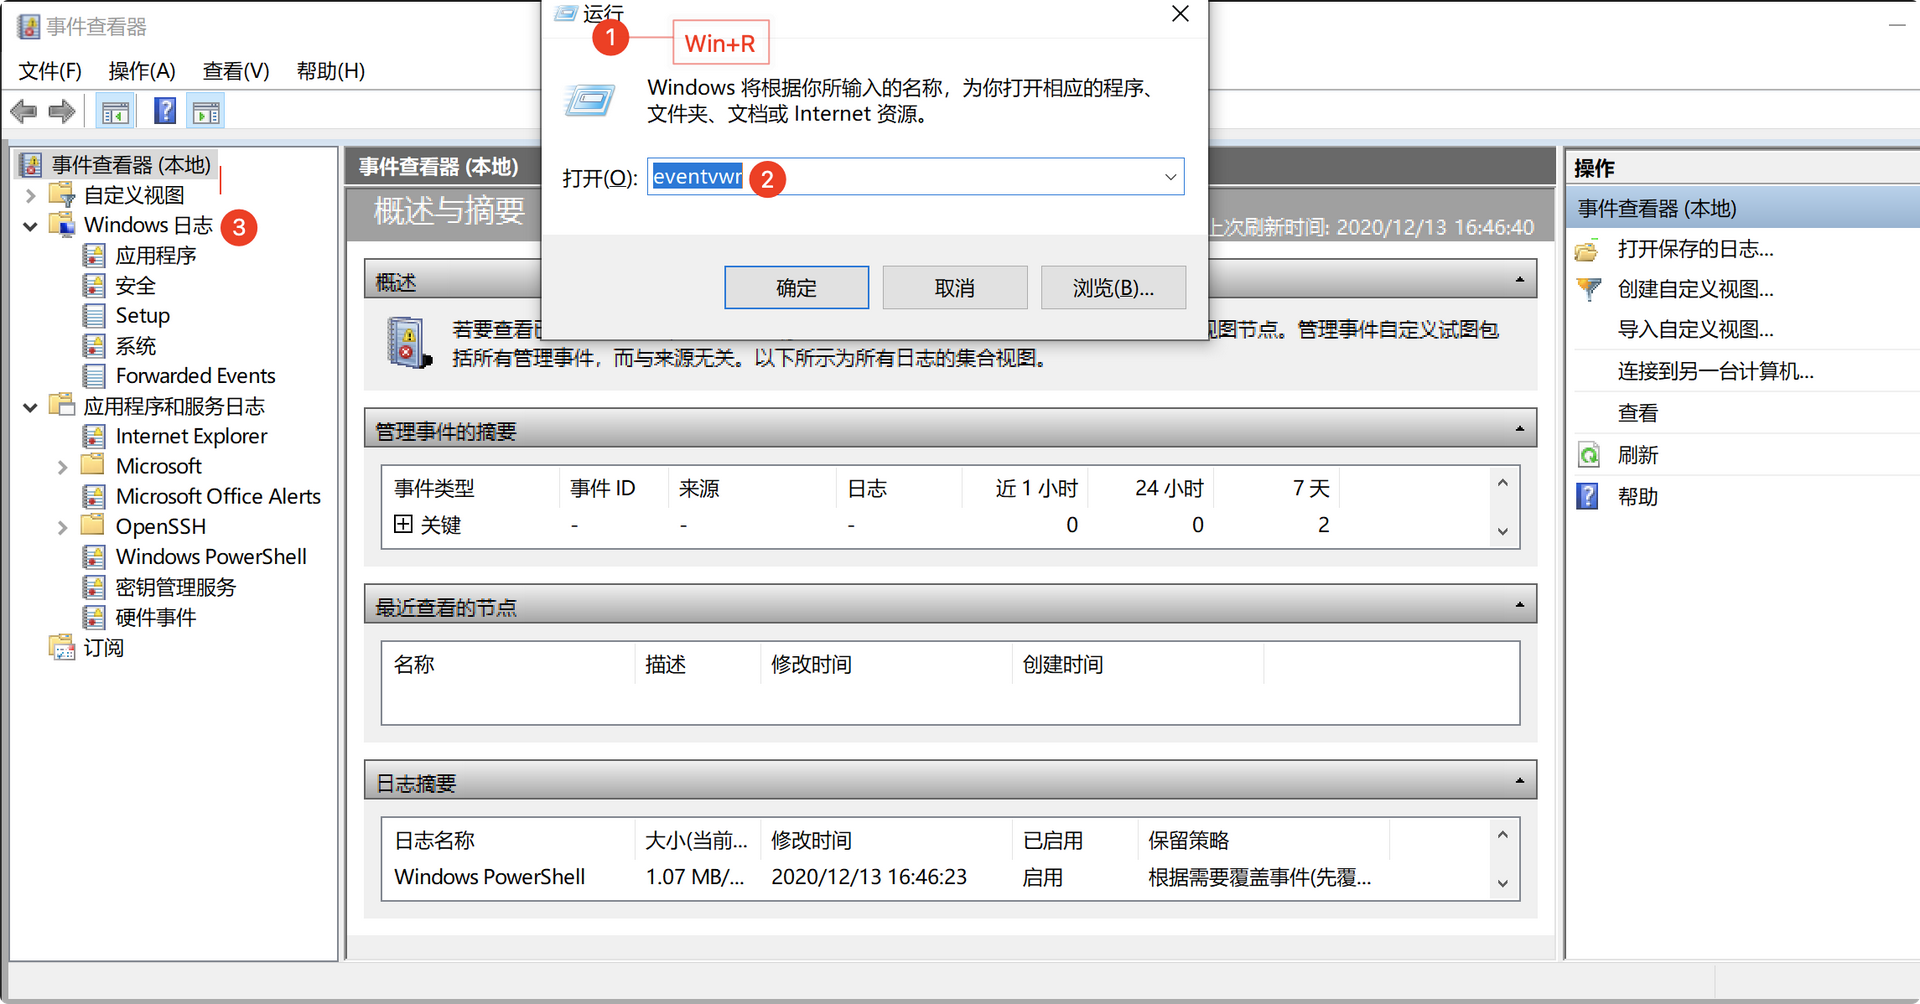 事件查看器
文件(F) 操作(A) 查看(V) 帮助(H)
运行
1
Win+R
Windows 将根据你所输入的名称，为你打开相应的程序、
文件夹、文档或 Internet 资源。
打开(O): eventvwr 2
确定 取消 浏览(B)...
事件查看器 (本地)
自定义视图
Windows 日志 3
应用程序
安全
Setup
系统
Forwarded Events
应用程序和服务日志
Internet Explorer
Microsoft
Microsoft Office Alerts
OpenSSH
Windows PowerShell
密钥管理服务
硬件事件
订阅
事件查看器 (本地)
概述与摘要
上次刷新时间: 2020/12/13 16:46:40
概述
若要查看 视图节点。管理事件自定义试图包
括所有管理事件，而与来源无关。以下所示为所有日志的集合视图。
管理事件的摘要
事件类型 事件 ID 来源 日志 近 1 小时 24 小时 7 天
关键 - - - 0 0 2
最近查看的节点
名称 描述 修改时间 创建时间
日志摘要
日志名称 大小(当前... 修改时间 已启用 保留策略
Windows PowerShell 1.07 MB/... 2020/12/13 16:46:23 启用 根据需要覆盖事件(先覆...
操作
事件查看器 (本地)
打开保存的日志...
创建自定义视图...
导入自定义视图...
连接到另一台计算机...
查看
刷新
帮助